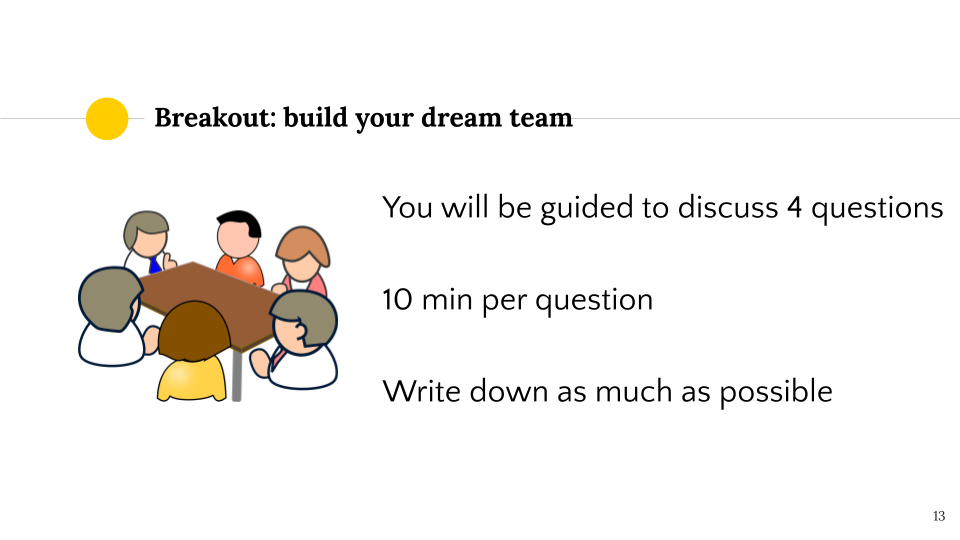 Breakout: build your dream team
You will be guided to discuss 4 questions
10 min per question
Write down as much as possible
13